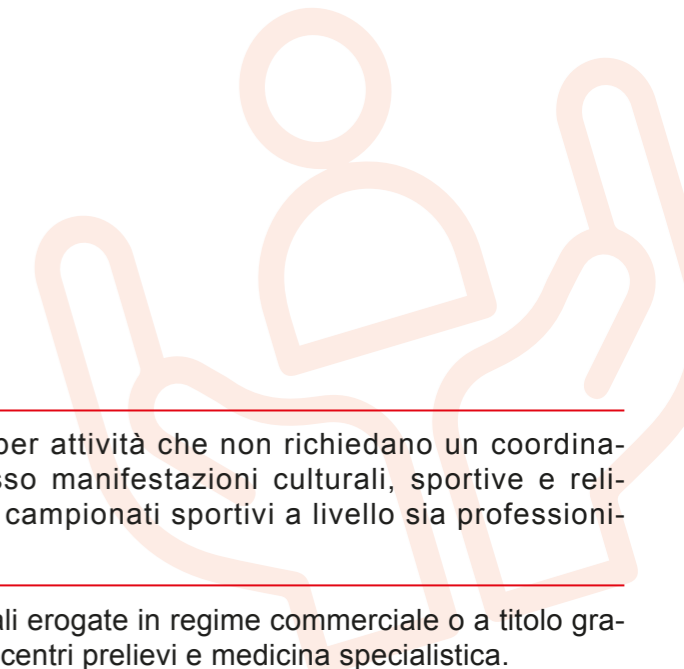 per attività che non richiedano un coordina-
sso manifestazioni culturali, sportive e reli-
campionati sportivi a livello sia professioni-
ali erogate in regime commerciale o a titolo gra-
centri prelievi e medicina specialistica.